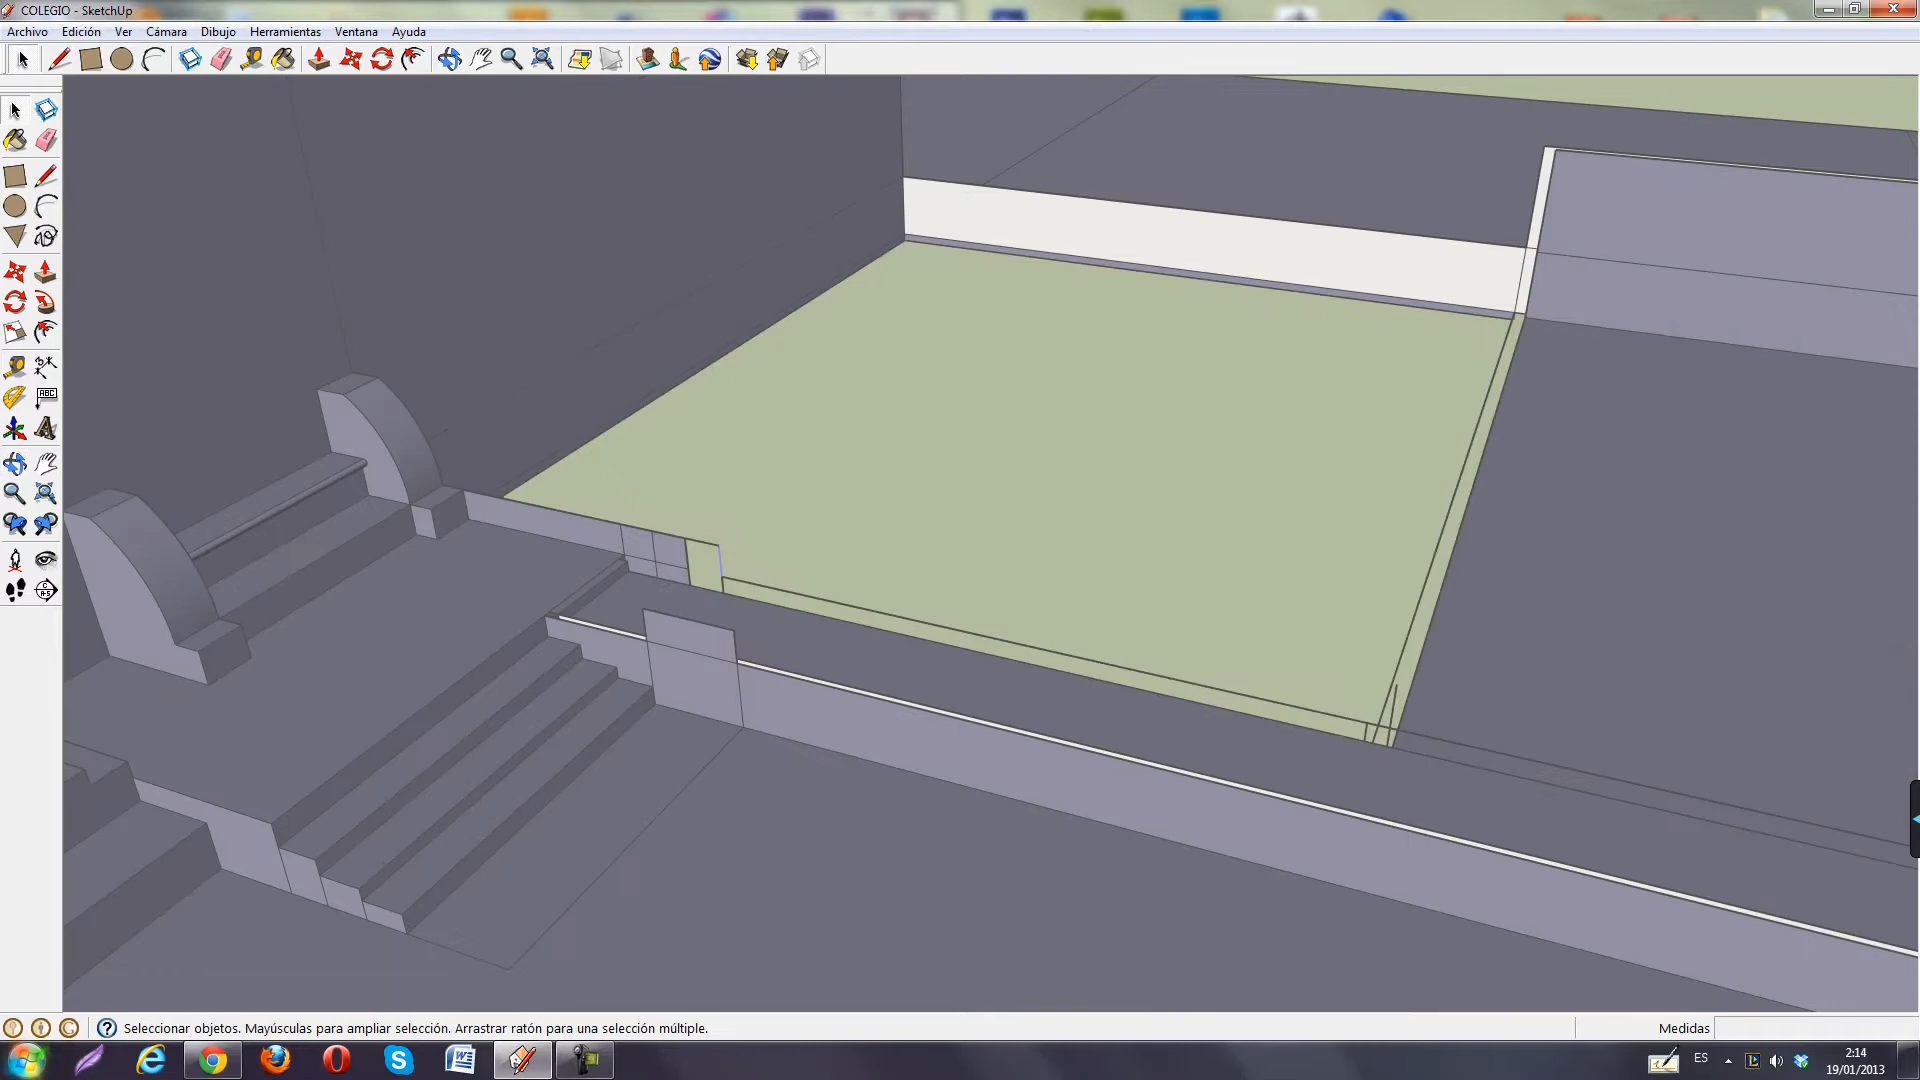 COLEGIO - SketchUp
Archivo Edición Ver Cámara Dibujo Herramientas Ventana Ayuda
ABC
Seleccionar objetos. Mayúsculas para ampliar selección. Arrastrar ratón para una selección múltiple.
Medidas
ES
2:14
19/01/2013